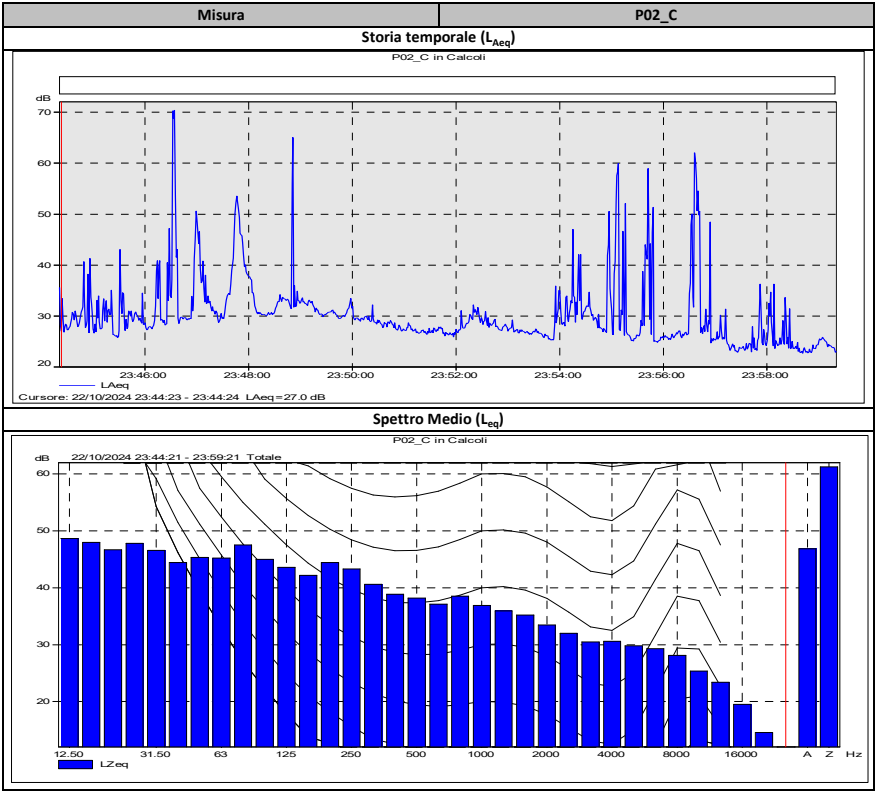 Misura P02_C
Storia temporale (LAeq)
P02_C in Calcoli
dB
70
60
50
40
30
20
23:46:00 23:48:00 23:50:00 23:52:00 23:54:00 23:56:00 23:58:00
LAeq
Cursore: 22/10/2024 23:44:23 - 23:44:24 LAeq=27.0 dB
Spettro Medio (Leq)
P02_C in Calcoli
dB 22/10/2024 23:44:21 - 23:59:21 Totale
60
50
40
30
20
12.50 31.50 63 125 250 500 1000 2000 4000 8000 16000 A Z Hz
LZeq